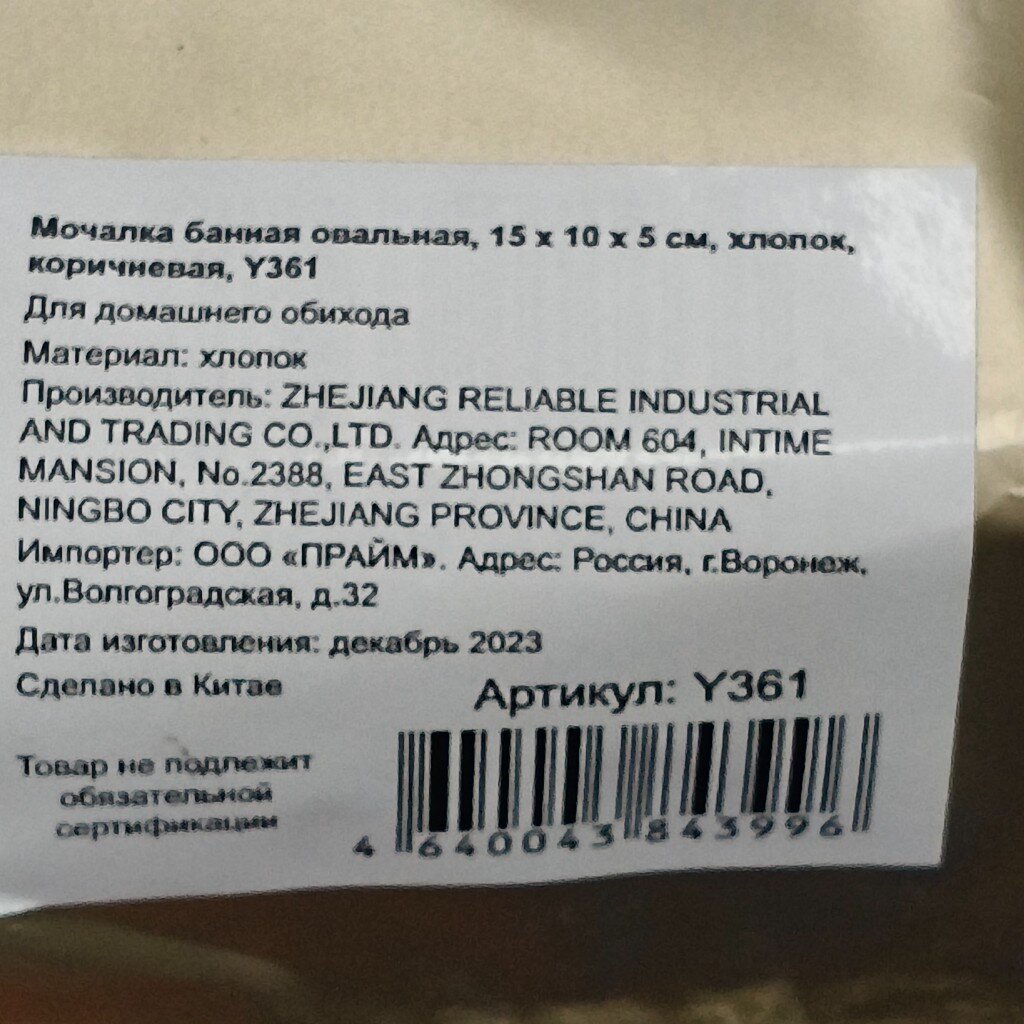 Мочалка банная овальная, 15 х 10 х 5 см, хлопок,
коричневая, Y361
Для домашнего обихода
Материал: хлопок
Производитель: ZHEJIANG RELIABLE INDUSTRIAL
AND TRADING CO.,LTD. Адрес: ROOM 604, INTIME
MANSION, No.2388, EAST ZHONGSHAN ROAD,
NINGBO CITY, ZHEJIANG PROVINCE, CHINA
Импортер: ООО «ПРАЙМ». Адрес: Россия, г.Воронеж,
ул.Волгоградская, д.32
Дата изготовления: декабрь 2023
Сделано в Китае
Артикул: Y361
Товар не подлежит
обязательной
сертификации
4 640043 843996